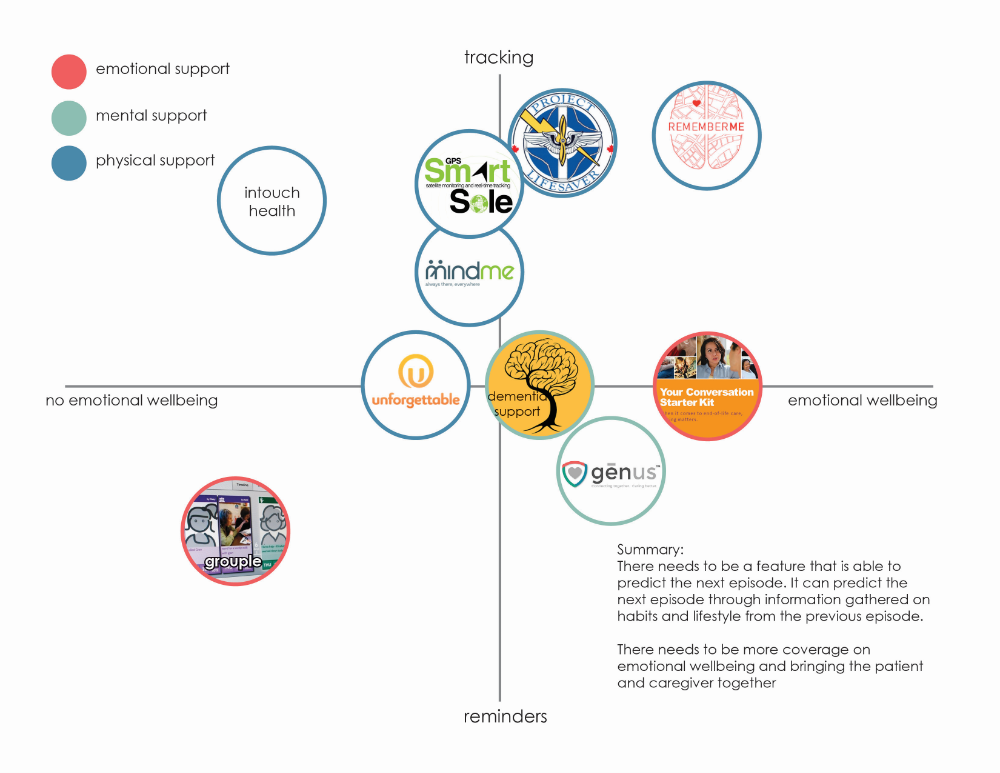 tracking
emotional support
mental support
physical support
intouch
health
GPS
Smart
satellite monitoring and real-time tracking
Sole
PROJECT
LIFESAVER
REMEMBERME
mindme
always there, everywhere
unforgettable
dementia
support
Your Conversation
Starter Kit
no emotional wellbeing
emotional wellbeing
gēnus™
grouple
Summary:
There needs to be a feature that is able to
predict the next episode. It can predict the
next episode through information gathered on
habits and lifestyle from the previous episode.
There needs to be more coverage on
emotional wellbeing and bringing the patient
and caregiver together
reminders